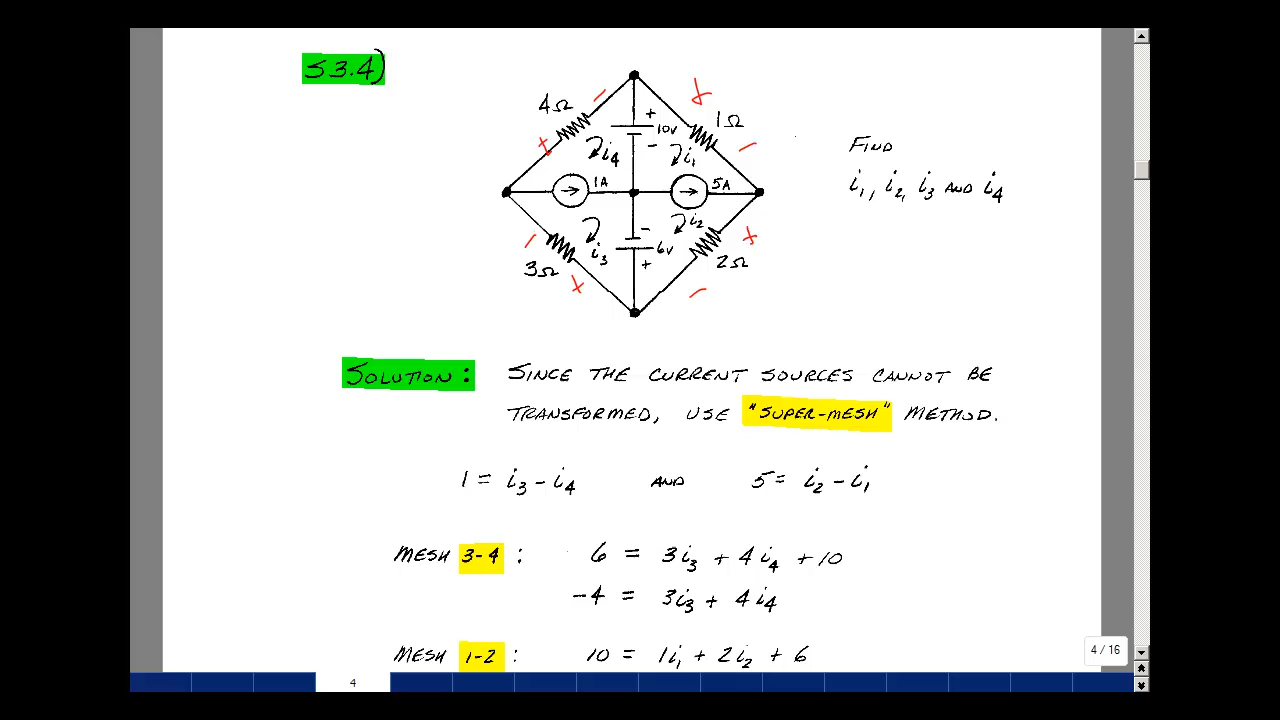 S3.4)
4Ω
+
10V
-
1Ω
i4
i1
1A
5A
i3
i2
-
6V
+
3Ω
2Ω
FIND
i1, i2, i3 AND i4
SOLUTION: SINCE THE CURRENT SOURCES CANNOT BE
TRANSFORMED, USE "SUPER-MESH" METHOD.
1 = i3 - i4 AND 5 = i2 - i1
MESH 3-4 : 6 = 3i3 + 4i4 + 10
-4 = 3i3 + 4i4
MESH 1-2 : 10 = 1i1 + 2i2 + 6
4 / 16
4